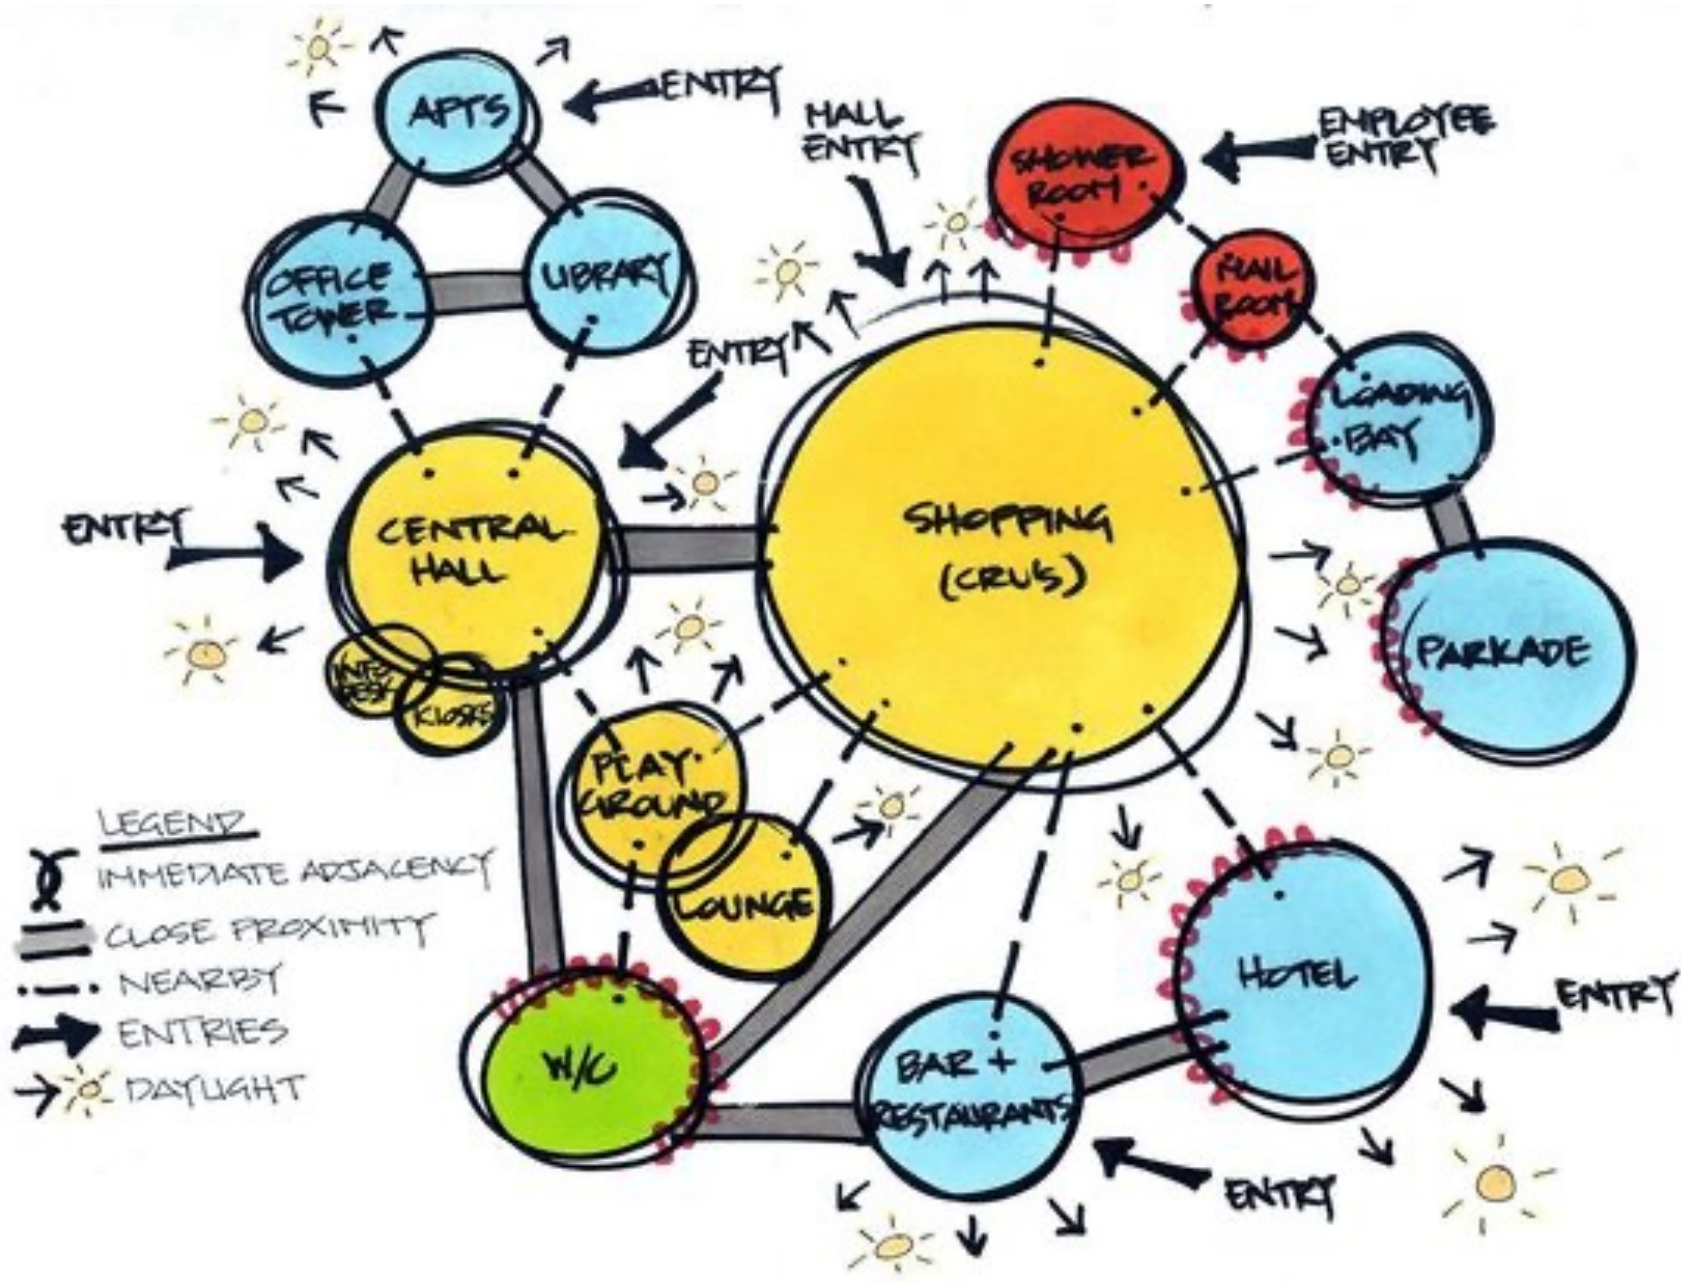 APTS
ENTRY
MALL
ENTRY
SHOWER
ROOM
EMPLOYEE
ENTRY
OFFICE
TOWER
LIBRARY
MAIL
ROOM
ENTRY
LOADING
BAY
ENTRY
CENTRAL
HALL
SHOPPING
(CRU'S)
PARKADE
INFO
DESK
KIOSKS
PLAY-
GROUND
LOUNGE
LEGEND
IMMEDIATE ADJACENCY
CLOSE PROXIMITY
NEARBY
ENTRIES
DAYLIGHT
W/C
BAR +
RESTAURANTS
HOTEL
ENTRY
ENTRY